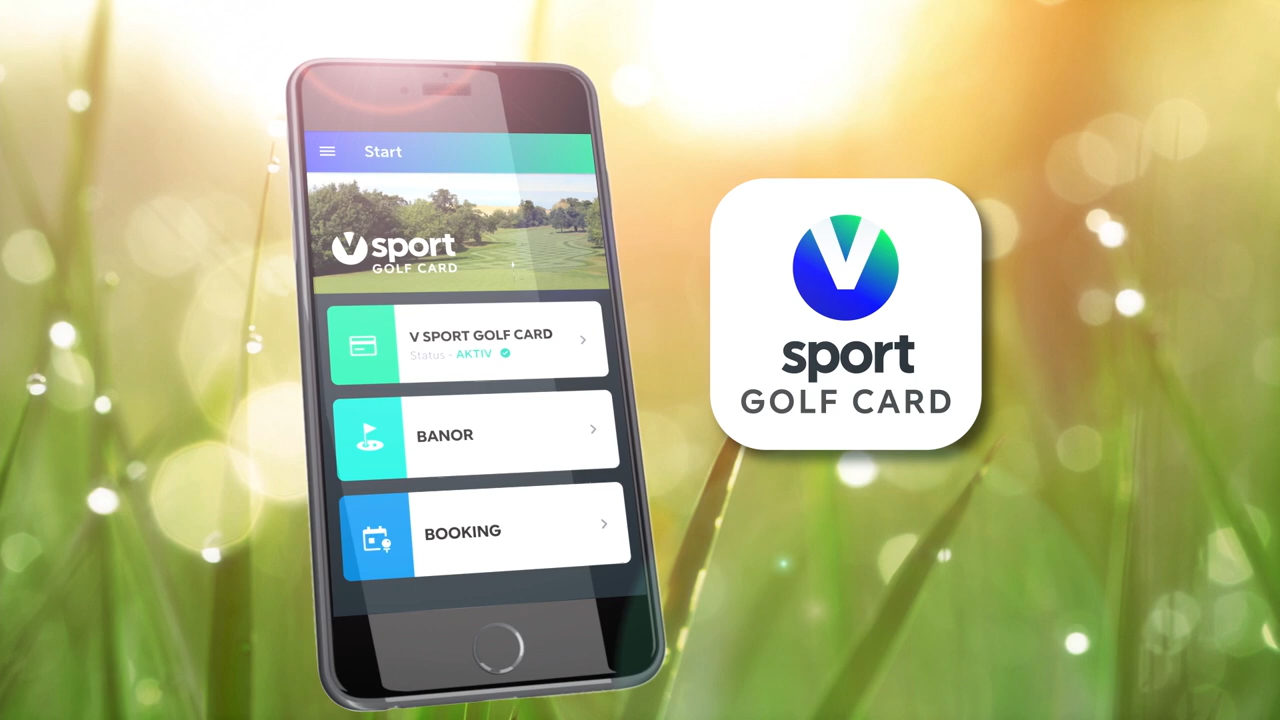 Start
V sport
GOLF CARD
V SPORT GOLF CARD
Status - AKTIV
BANOR
BOOKING
V
sport
GOLF CARD